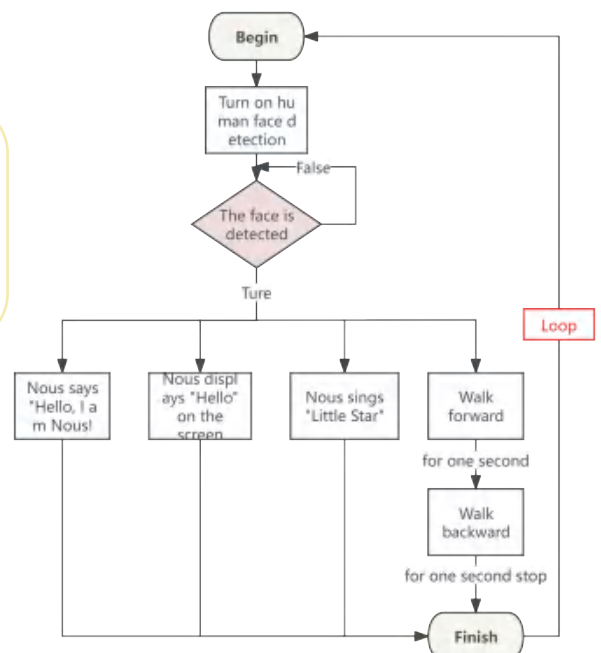 Begin
Turn on hu
man face d
etection
False
The face is
detected
Ture
Loop
Nous says
"Hello, I a
m Nous!
Nous displ
ays "Hello"
on the
screen
Nous sings
"Little Star"
Walk
forward
for one second
Walk
backward
for one second stop
Finish